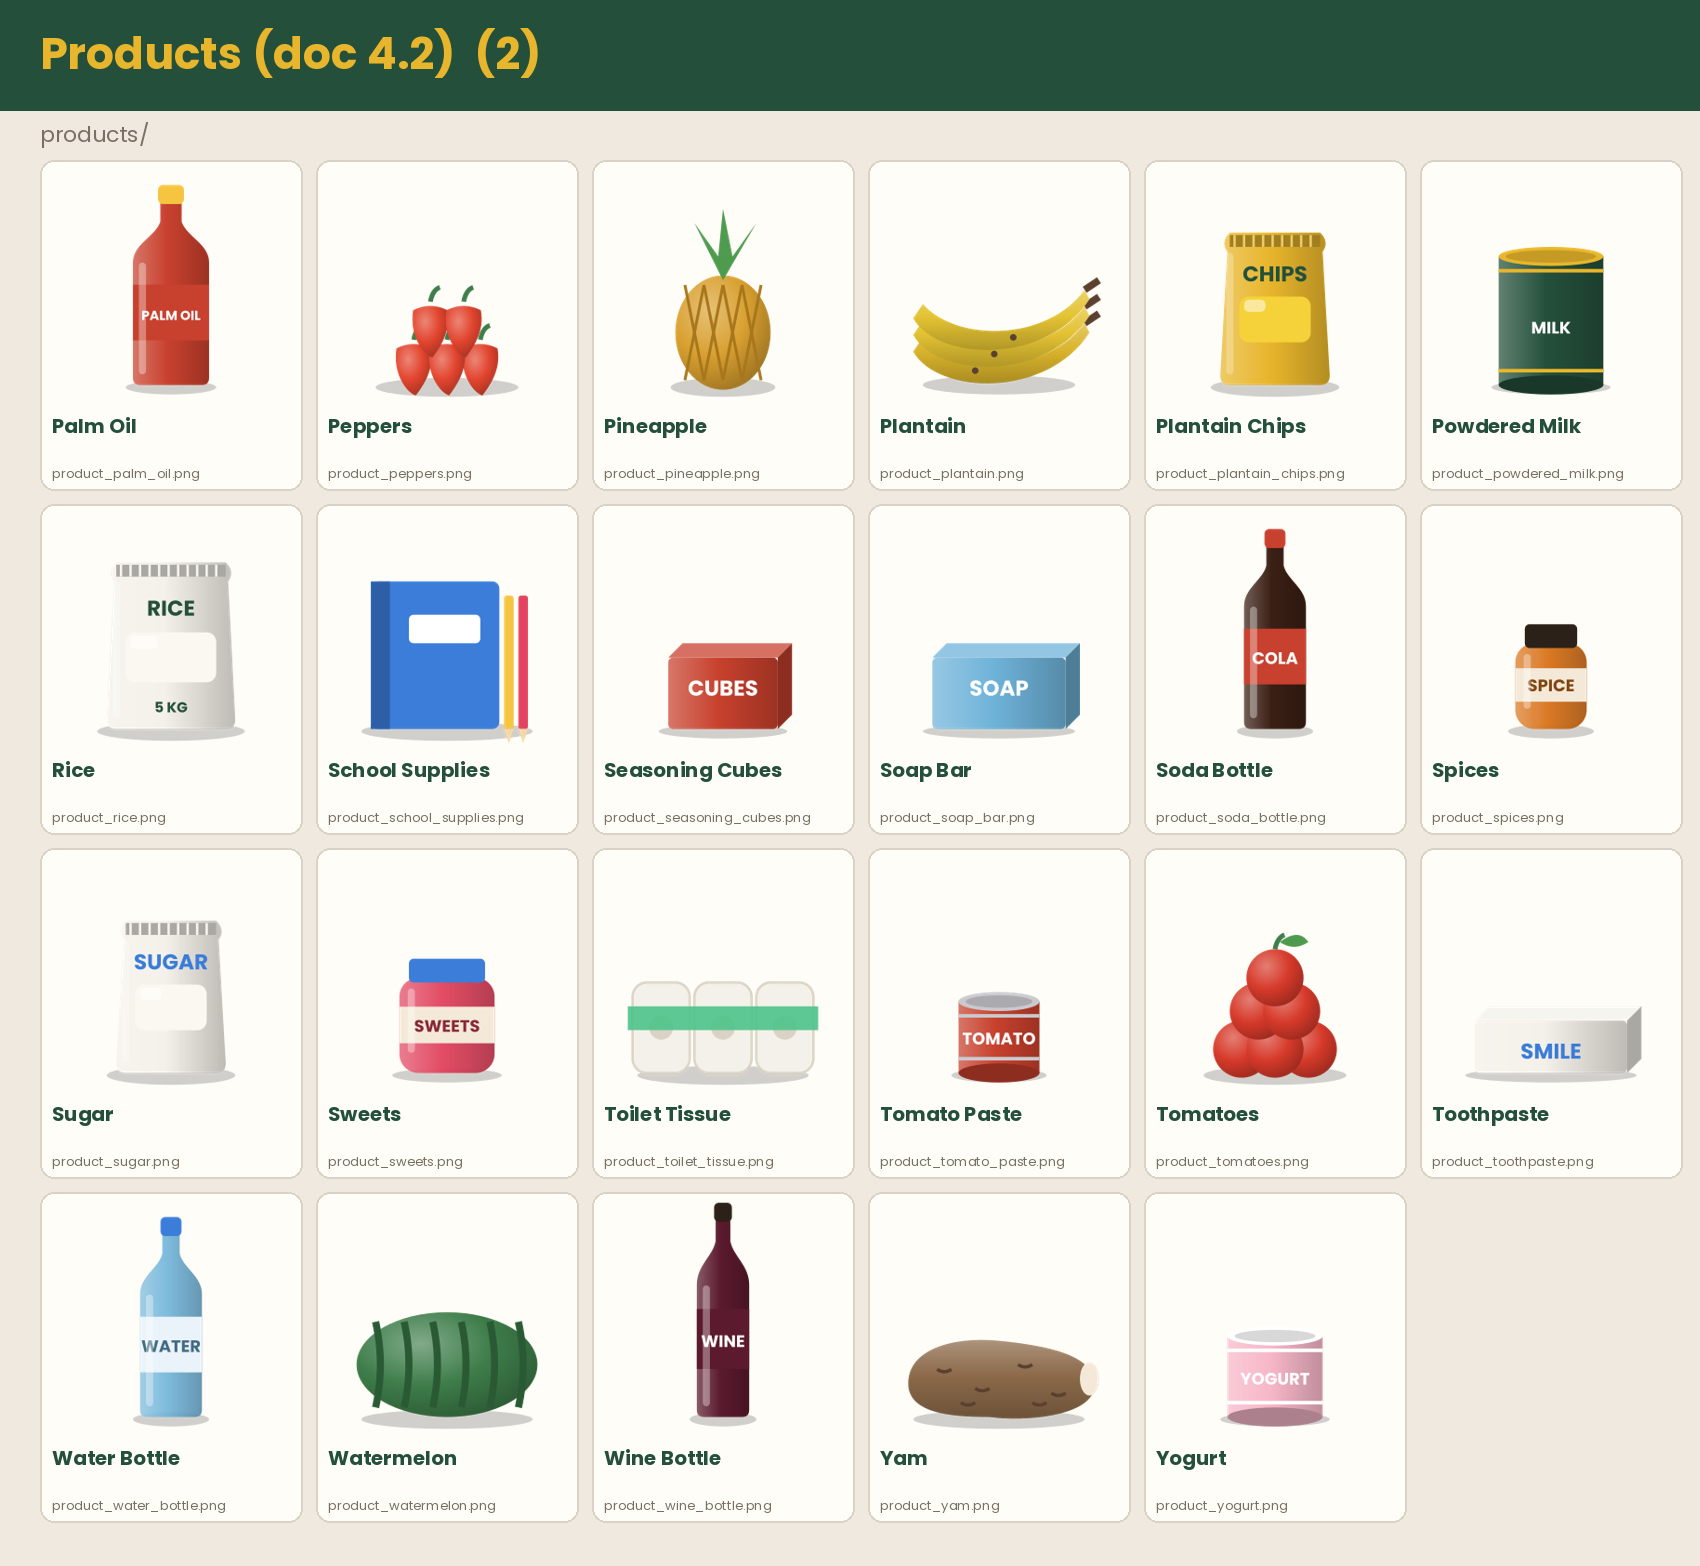 Products (doc 4.2) (2)
products/
PALM OIL
CHIPS
MILK
Palm Oil
Peppers
Pineapple
Plantain
Plantain Chips
Powdered Milk
product_palm_oil.png
product_peppers.png
product_pineapple.png
product_plantain.png
product_plantain_chips.png
product_powdered_milk.png
RICE
5 KG
CUBES
SOAP
COLA
SPICE
Rice
School Supplies
Seasoning Cubes
Soap Bar
Soda Bottle
Spices
product_rice.png
product_school_supplies.png
product_seasoning_cubes.png
product_soap_bar.png
product_soda_bottle.png
product_spices.png
SUGAR
SWEETS
TOMATO
SMILE
Sugar
Sweets
Toilet Tissue
Tomato Paste
Tomatoes
Toothpaste
product_sugar.png
product_sweets.png
product_toilet_tissue.png
product_tomato_paste.png
product_tomatoes.png
product_toothpaste.png
WATER
WINE
YOGURT
Water Bottle
Watermelon
Wine Bottle
Yam
Yogurt
product_water_bottle.png
product_watermelon.png
product_wine_bottle.png
product_yam.png
product_yogurt.png